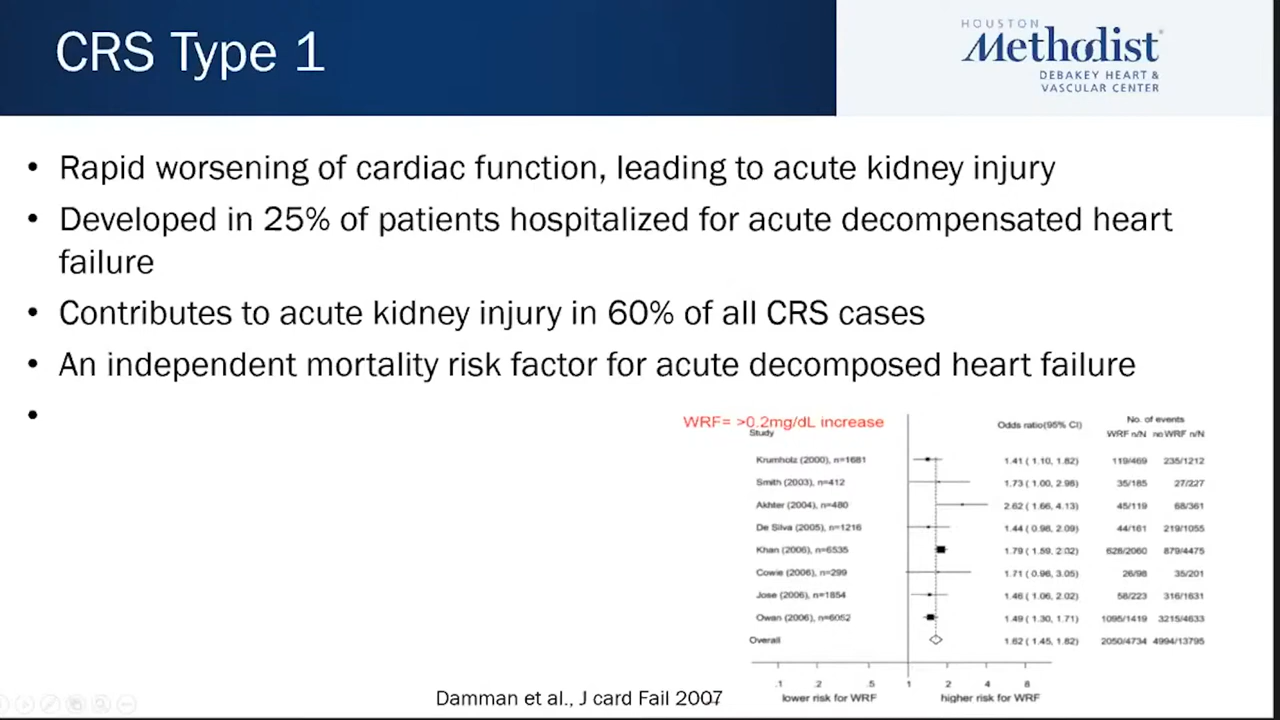 CRS Type 1
HOUSTON
Methodist
DEBAKEY HEART &
VASCULAR CENTER
• Rapid worsening of cardiac function, leading to acute kidney injury
• Developed in 25% of patients hospitalized for acute decompensated heart
failure
• Contributes to acute kidney injury in 60% of all CRS cases
• An independent mortality risk factor for acute decomposed heart failure
•
WRF= >0.2mg/dL increase
Study Odds ratio(95% CI) No. of events
WRF n/N noWRF n/N
Krumholz (2000), n=1681 1.41 ( 1.10, 1.82) 119/469 235/1212
Smith (2003), n=412 1.73 ( 1.00, 2.98) 35/185 27/227
Akhter (2004), n=480 2.62 ( 1.66, 4.13) 45/119 68/361
De Silva (2005), n=1216 1.44 ( 0.98, 2.09) 44/161 219/1055
Khan (2006), n=6535 1.79 ( 1.59, 2.02) 628/2060 879/4475
Cowie (2006), n=299 1.71 ( 0.96, 3.05) 26/98 35/201
Jose (2006), n=1854 1.46 ( 1.06, 2.02) 58/223 316/1631
Owan (2006), n=6052 1.49 ( 1.30, 1.71) 1095/1419 3215/4633
Overall 1.62 ( 1.45, 1.82) 2050/4734 4994/13795
.1 .2 .5 1 2 4 8
lower risk for WRF higher risk for WRF
Damman et al., J card Fail 2007